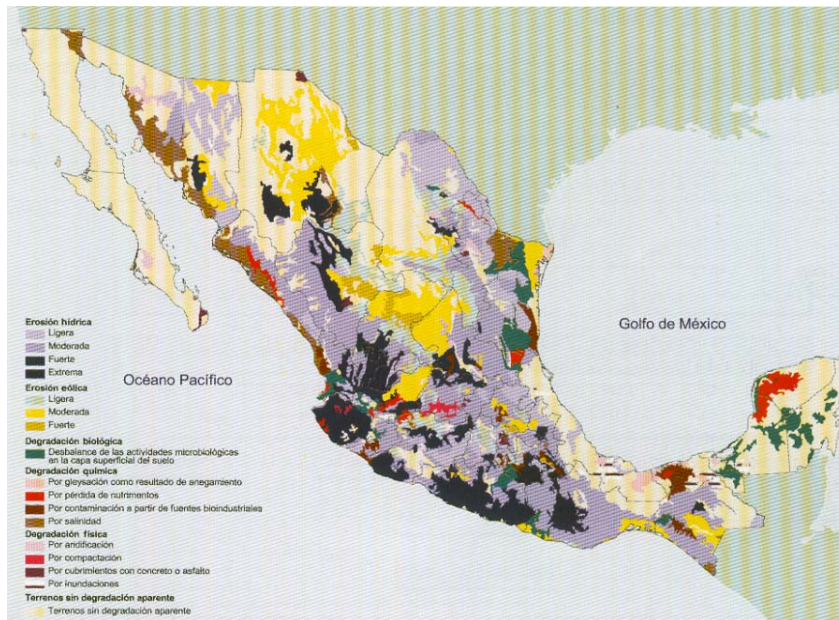 Golfo de México
Océano Pacífico
Erosión hídrica
Ligera
Moderada
Fuerte
Extrema
Erosión eólica
Ligera
Moderada
Fuerte
Degradación biológica
Desbalance de las actividades microbiológicas
en la capa superficial del suelo
Degradación química
Por gleysación como resultado de anegamiento
Por pérdida de nutrimentos
Por contaminación a partir de fuentes bioindustriales
Por salinidad
Degradación física
Por aridificación
Por compactación
Por cubrimientos con concreto o asfalto
Por inundaciones
Terrenos sin degradación aparente
Terrenos sin degradación aparente